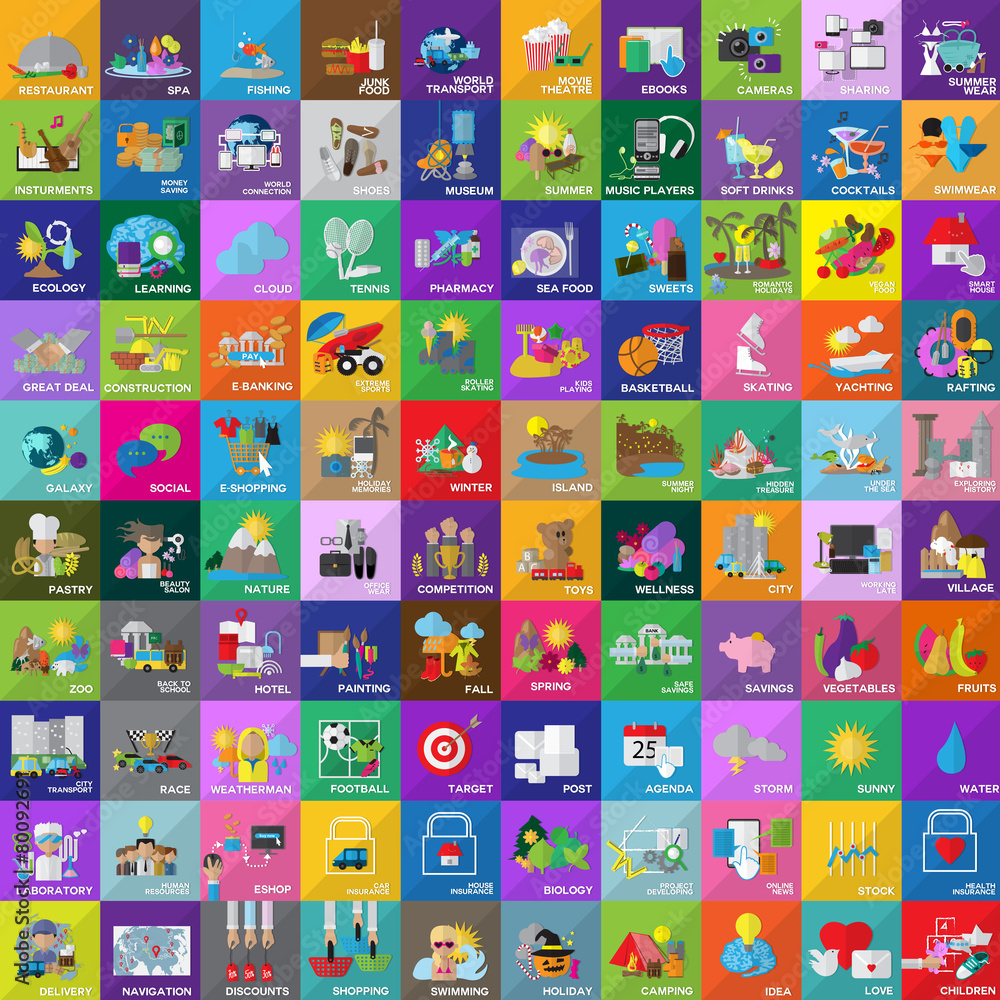 RESTAURANT
SPA
FISHING
JUNK
FOOD
WORLD
TRANSPORT
MOVIE
THEATRE
EBOOKS
CAMERAS
SHARING
SUMMER
WEAR
INSTURMENTS
MONEY
SAVING
WORLD
CONNECTION
SHOES
MUSEUM
SUMMER
MUSIC PLAYERS
SOFT DRINKS
COCKTAILS
SWIMWEAR
ECOLOGY
LEARNING
CLOUD
TENNIS
PHARMACY
SEA FOOD
SWEETS
ROMANTIC
HOLIDAYS
VEGAN
FOOD
SMART
HOUSE
GREAT DEAL
CONSTRUCTION
PAY
E-BANKING
EXTREME
SPORTS
ROLLER
SKATING
KIDS
PLAYING
BASKETBALL
SKATING
YACHTING
RAFTING
GALAXY
SOCIAL
E-SHOPPING
HOLIDAY
MEMORIES
WINTER
ISLAND
SUMMER
NIGHT
HIDDEN
TREASURE
UNDER
THE SEA
EXPLORING
HISTORY
PASTRY
BEAUTY
SALON
NATURE
OFFICE
WEAR
COMPETITION
TOYS
WELLNESS
CITY
WORKING
LATE
VILLAGE
ZOO
BACK TO
SCHOOL
HOTEL
PAINTING
FALL
SPRING
BANK
SAFE
SAVINGS
SAVINGS
VEGETABLES
FRUITS
CITY
TRANSPORT
RACE
WEATHERMAN
FOOTBALL
TARGET
POST
25
AGENDA
STORM
SUNNY
WATER
ABORATORY
HUMAN
RESOURCES
ESHOP
CAR
INSURANCE
HOUSE
INSURANCE
BIOLOGY
PROJECT
DEVELOPING
ONLINE
NEWS
STOCK
HEALTH
INSURANCE
DELIVERY
NAVIGATION
DISCOUNTS
SHOPPING
SWIMMING
HOLIDAY
CAMPING
IDEA
LOVE
CHILDREN